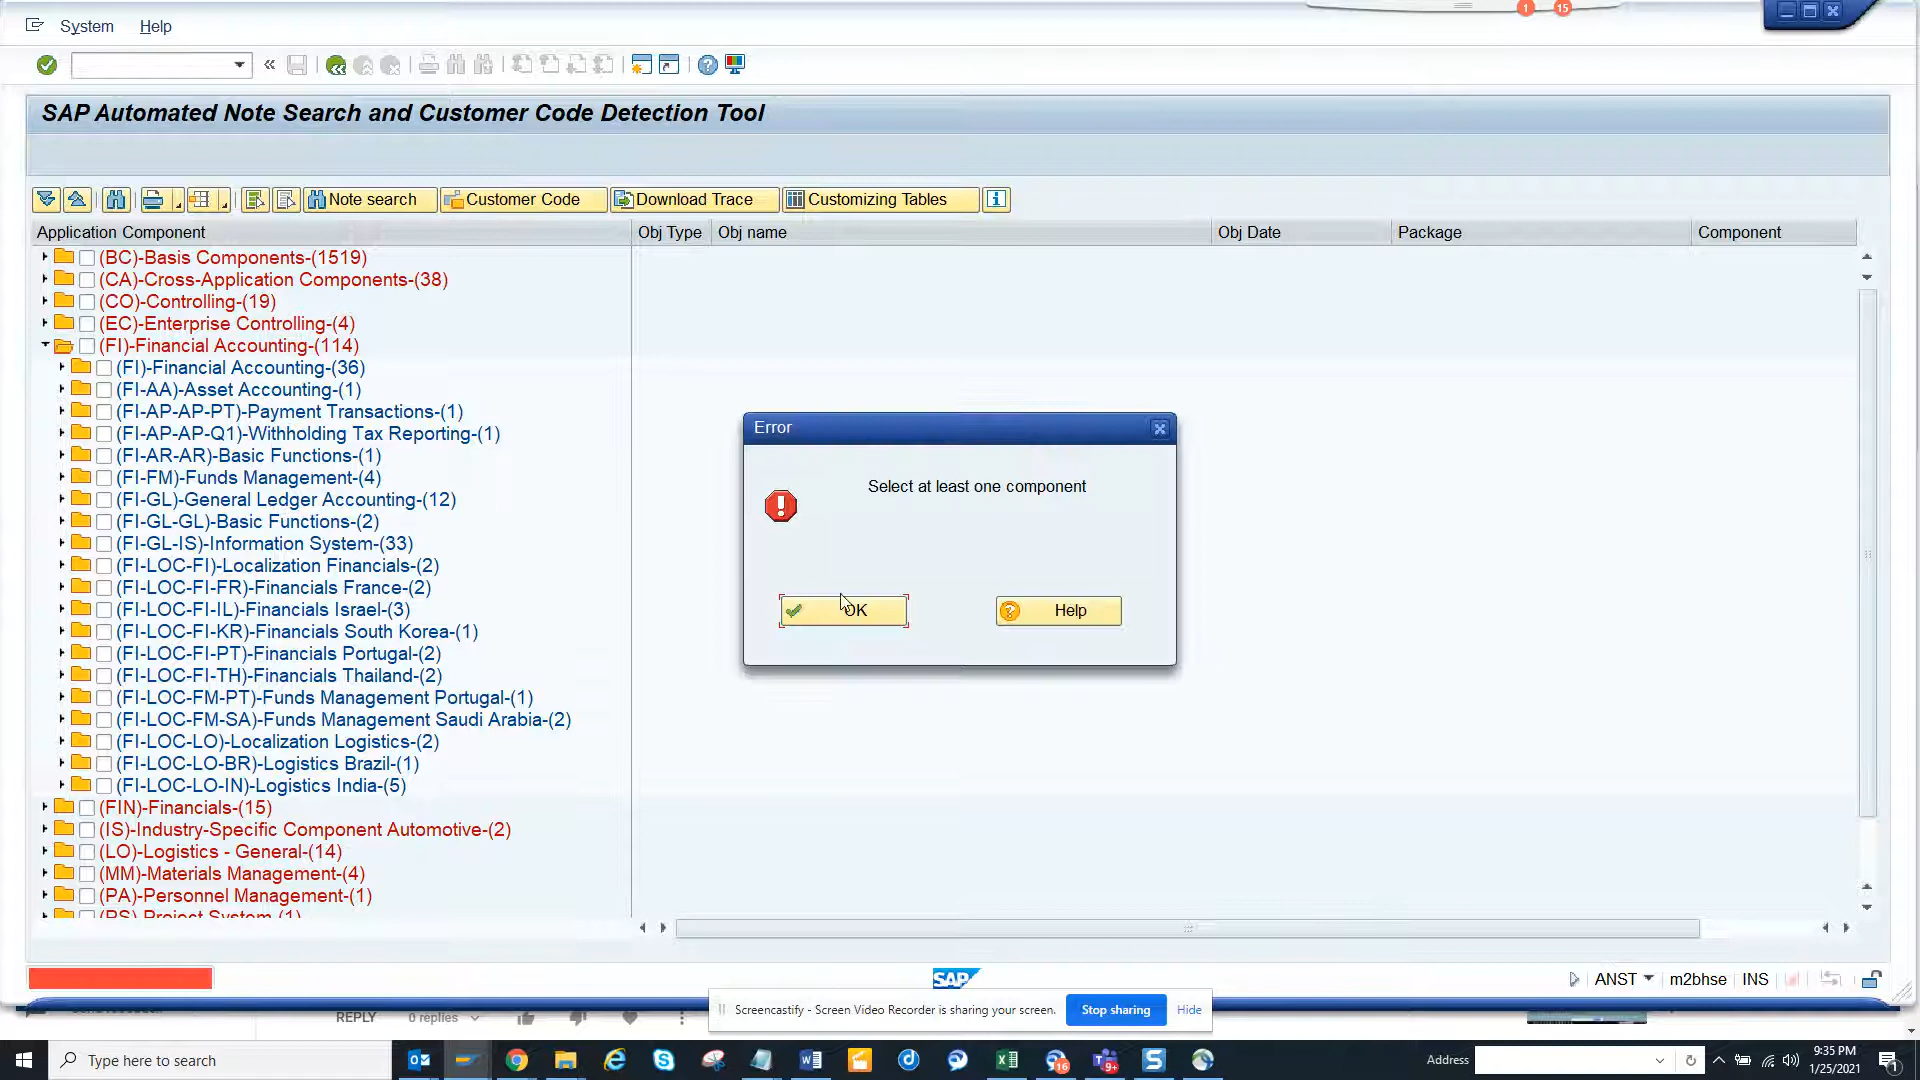 System Help
1 15
SAP Automated Note Search and Customer Code Detection Tool
Note search Customer Code Download Trace Customizing Tables
Application Component Obj Type Obj name Obj Date Package Component
(BC)-Basis Components-(1519)
(CA)-Cross-Application Components-(38)
(CO)-Controlling-(19)
(EC)-Enterprise Controlling-(4)
(FI)-Financial Accounting-(114)
(FI)-Financial Accounting-(36)
(FI-AA)-Asset Accounting-(1)
(FI-AP-AP-PT)-Payment Transactions-(1)
(FI-AP-AP-Q1)-Withholding Tax Reporting-(1)
(FI-AR-AR)-Basic Functions-(1)
(FI-FM)-Funds Management-(4)
(FI-GL)-General Ledger Accounting-(12)
(FI-GL-GL)-Basic Functions-(2)
(FI-GL-IS)-Information System-(33)
(FI-LOC-FI)-Localization Financials-(2)
(FI-LOC-FI-FR)-Financials France-(2)
(FI-LOC-FI-IL)-Financials Israel-(3)
(FI-LOC-FI-KR)-Financials South Korea-(1)
(FI-LOC-FI-PT)-Financials Portugal-(2)
(FI-LOC-FI-TH)-Financials Thailand-(2)
(FI-LOC-FM-PT)-Funds Management Portugal-(1)
(FI-LOC-FM-SA)-Funds Management Saudi Arabia-(2)
(FI-LOC-LO)-Localization Logistics-(2)
(FI-LOC-LO-BR)-Logistics Brazil-(1)
(FI-LOC-LO-IN)-Logistics India-(5)
(FIN)-Financials-(15)
(IS)-Industry-Specific Component Automotive-(2)
(LO)-Logistics - General-(14)
(MM)-Materials Management-(4)
(PA)-Personnel Management-(1)
(PS)-Project System-(1)
Error
Select at least one component
OK Help
SAP ANST m2bhse INS
REPLY 0 replies
Screencastify - Screen Video Recorder is sharing your screen. Stop sharing Hide
Type here to search
16 9+
Address
9:35 PM
1/25/2021
1